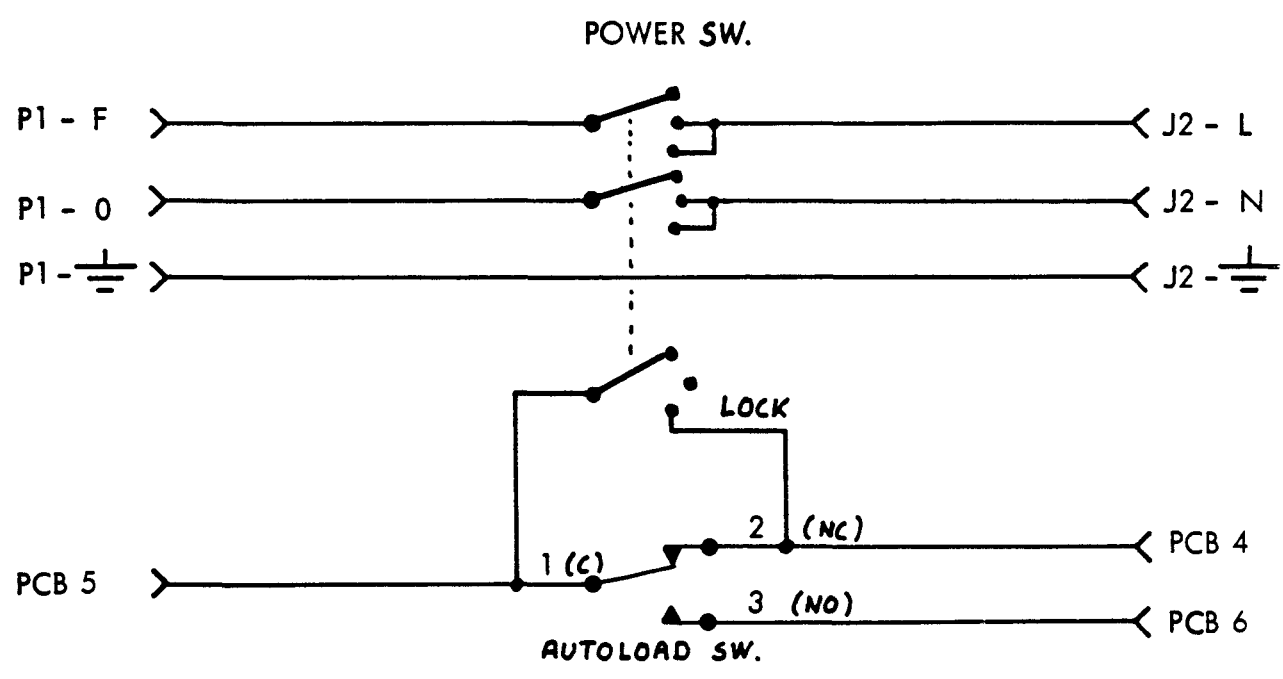 POWER SW.
P1 - F
J2 - L
P1 - 0
J2 - N
P1 -
J2 -
LOCK
2 (NC)
PCB 4
1 (C)
PCB 5
3 (NO)
PCB 6
AUTOLOAD SW.